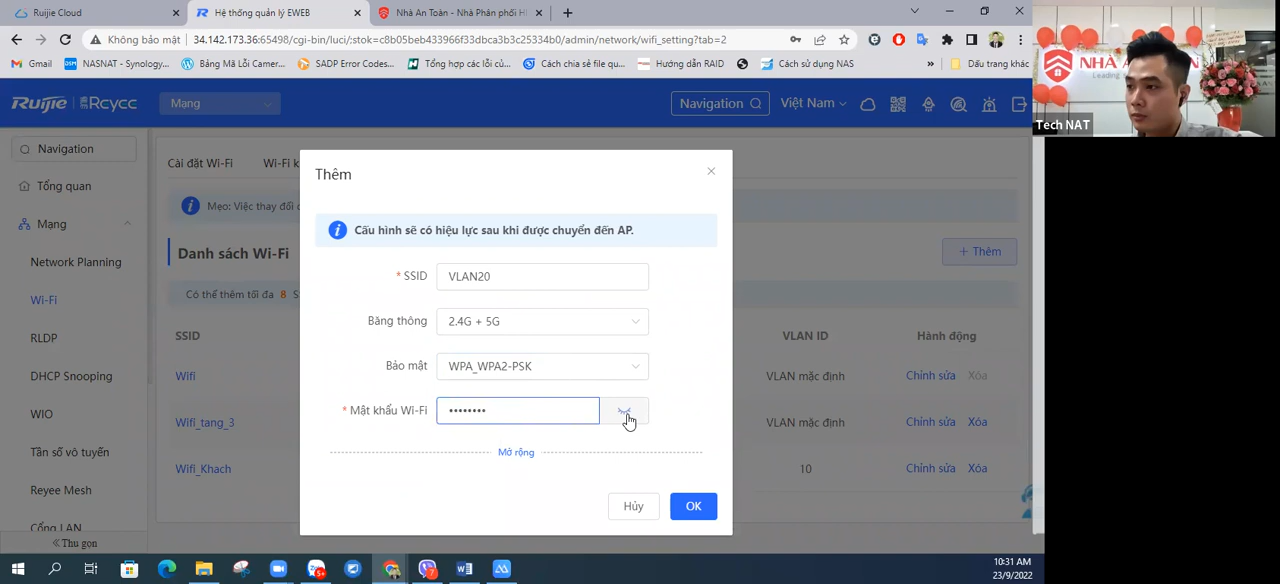 Ruijie Cloud
Hệ thống quản lý EWEB
Nhà An Toàn - Nhà Phân phối H
Không bảo mật
34.142.173.36:65498/cgi-bin/luci/;stok=c8b05beb433966f33dbca3b3c25334b0/admin/network/wifi_setting?tab=2
Gmail
NASNAT - Synology...
Bảng Mã Lỗi Camer...
SADP Error Codes...
Tổng hợp các lỗi củ...
Cách chia sẻ file qu...
Hướng dẫn RAID
Cách sử dụng NAS
»
Dấu trang khác
Ruijie Rcycc
Mạng
Navigation
Việt Nam
NHÀ AN
Leading
Tech NAT
Navigation
Tổng quan
Mạng
Network Planning
Wi-Fi
RLDP
DHCP Snooping
WIO
Tần số vô tuyến
Reyee Mesh
Cổng LAN
Thu gọn
Cài đặt Wi-Fi
Wi-Fi k
Mẹo: Việc thay đổi c
Danh sách Wi-Fi
+ Thêm
Có thể thêm tối đa 8 S
SSID
VLAN ID
Hành động
Wifi
VLAN mặc định
Chỉnh sửa
Xóa
Wifi_tang_3
VLAN mặc định
Chỉnh sửa
Xóa
Wifi_Khach
10
Chỉnh sửa
Xóa
Thêm
Cấu hình sẽ có hiệu lực sau khi được chuyển đến AP.
* SSID
VLAN20
Băng thông
2.4G + 5G
Bảo mật
WPA_WPA2-PSK
* Mật khẩu Wi-Fi
••••••••
Mở rộng
Hủy
OK
10:31 AM
23/9/2022